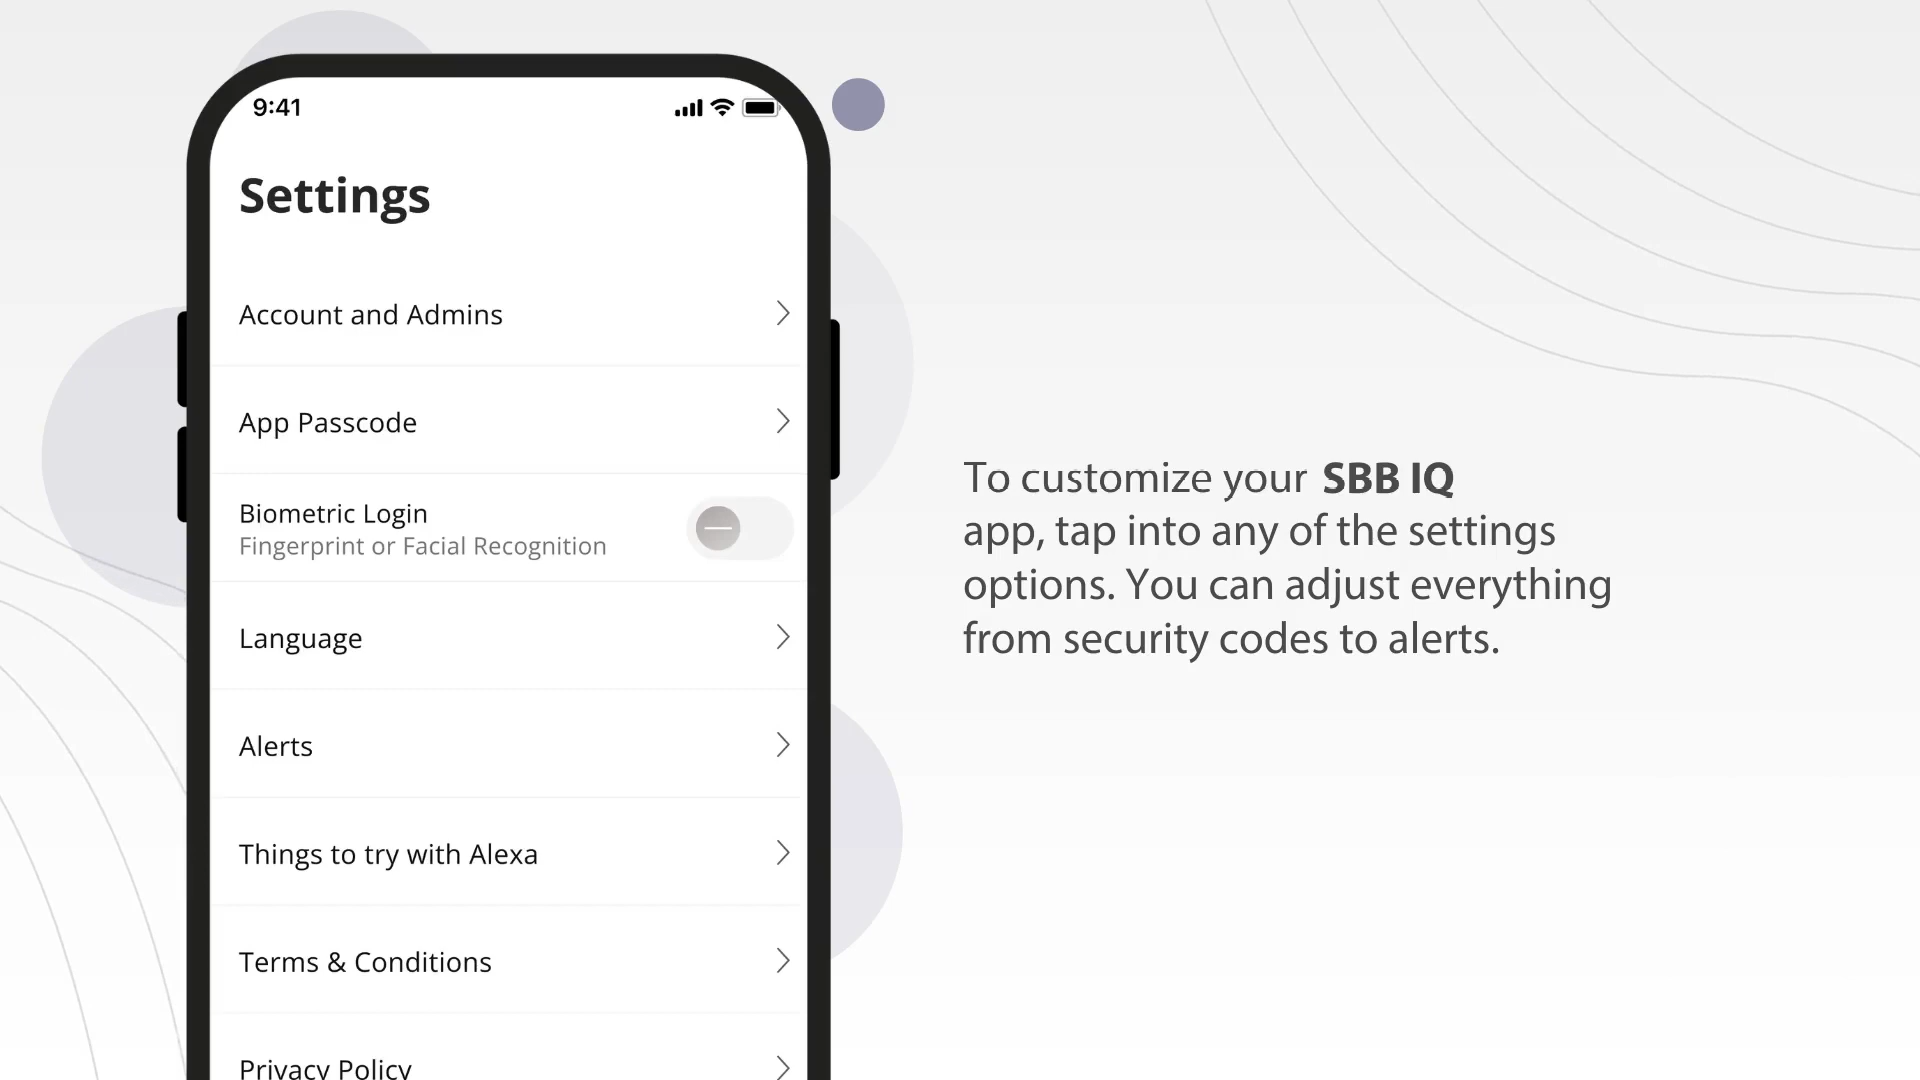 9:41
Settings
Account and Admins
App Passcode
Biometric Login
Fingerprint or Facial Recognition
Language
Alerts
Things to try with Alexa
Terms & Conditions
Privacy Policy
To customize your SBB IQ
app, tap into any of the settings
options. You can adjust everything
from security codes to alerts.